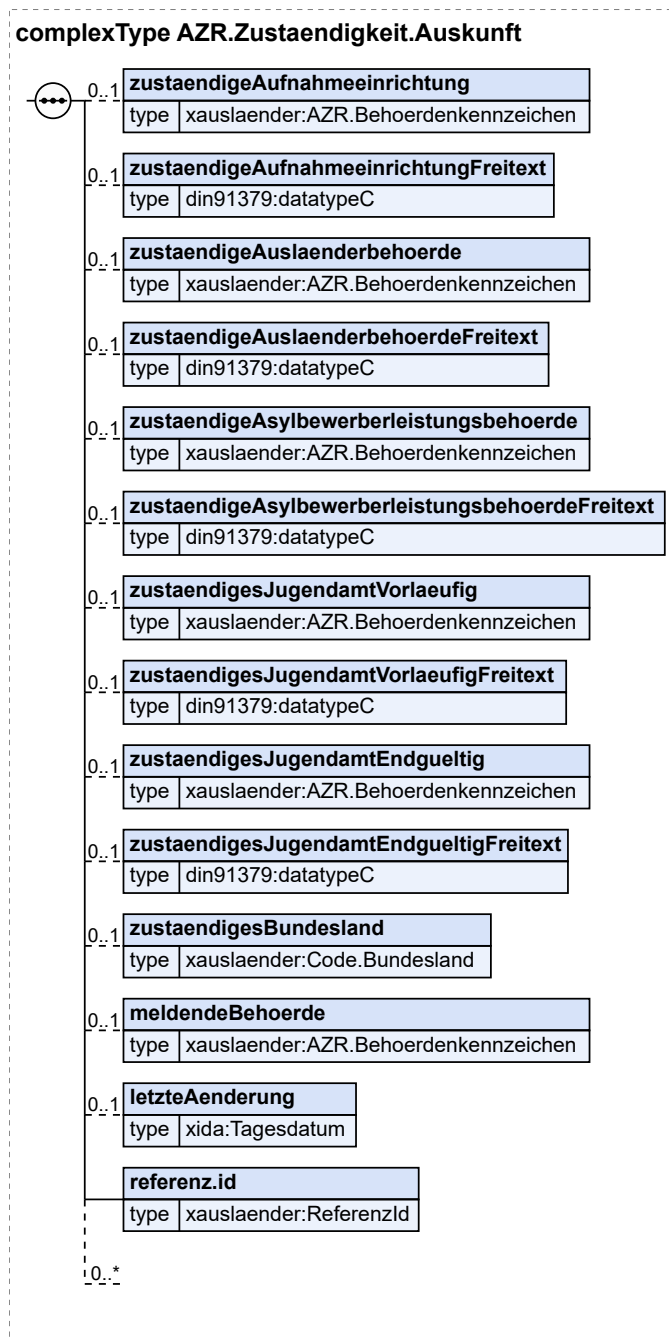 complexType AZR.Zustaendigkeit.Auskunft
0..1 zustaendigeAufnahmeeinrichtung
type xauslaender:AZR.Behoerdenkennzeichen
0..1 zustaendigeAufnahmeeinrichtungFreitext
type din91379:datatypeC
0..1 zustaendigeAuslaenderbehoerde
type xauslaender:AZR.Behoerdenkennzeichen
0..1 zustaendigeAuslaenderbehoerdeFreitext
type din91379:datatypeC
0..1 zustaendigeAsylbewerberleistungsbehoerde
type xauslaender:AZR.Behoerdenkennzeichen
0..1 zustaendigeAsylbewerberleistungsbehoerdeFreitext
type din91379:datatypeC
0..1 zustaendigesJugendamtVorlaeufig
type xauslaender:AZR.Behoerdenkennzeichen
0..1 zustaendigesJugendamtVorlaeufigFreitext
type din91379:datatypeC
0..1 zustaendigesJugendamtEndgueltig
type xauslaender:AZR.Behoerdenkennzeichen
0..1 zustaendigesJugendamtEndgueltigFreitext
type din91379:datatypeC
0..1 zustaendigesBundesland
type xauslaender:Code.Bundesland
0..1 meldendeBehoerde
type xauslaender:AZR.Behoerdenkennzeichen
0..1 letzteAenderung
type xida:Tagesdatum
referenz.id
type xauslaender:ReferenzId
0..*